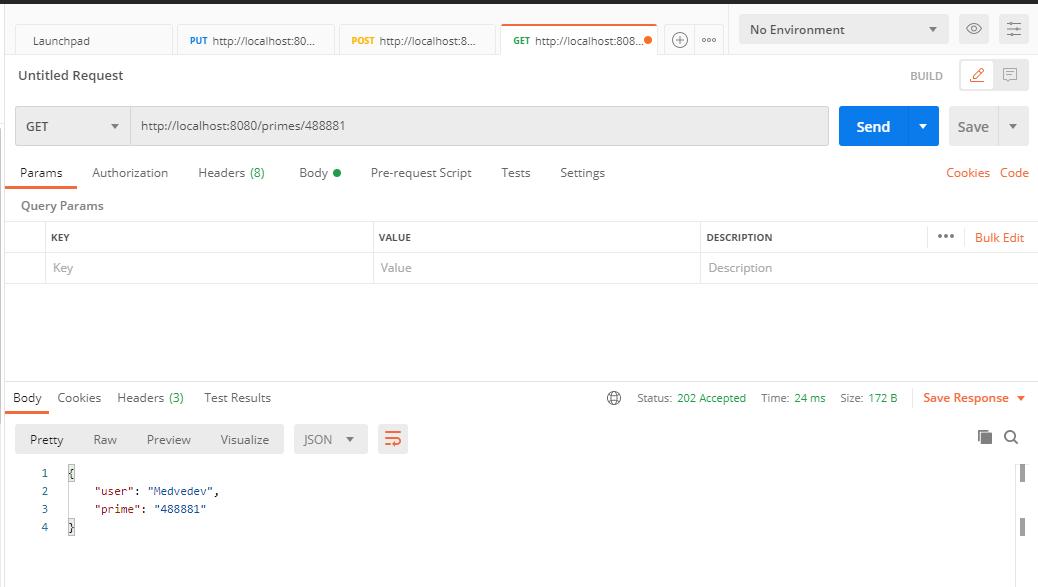 Launchpad PUT http://localhost:80... POST http://localhost:8... GET http://localhost:808... No Environment
Untitled Request BUILD
GET http://localhost:8080/primes/488881 Send Save
Params Authorization Headers (8) Body Pre-request Script Tests Settings Cookies Code
Query Params
KEY VALUE DESCRIPTION ••• Bulk Edit
Key Value Description
Body Cookies Headers (3) Test Results Status: 202 Accepted Time: 24 ms Size: 172 B Save Response
Pretty Raw Preview Visualize JSON
1 {
2 "user": "Medvedev",
3 "prime": "488881"
4 }